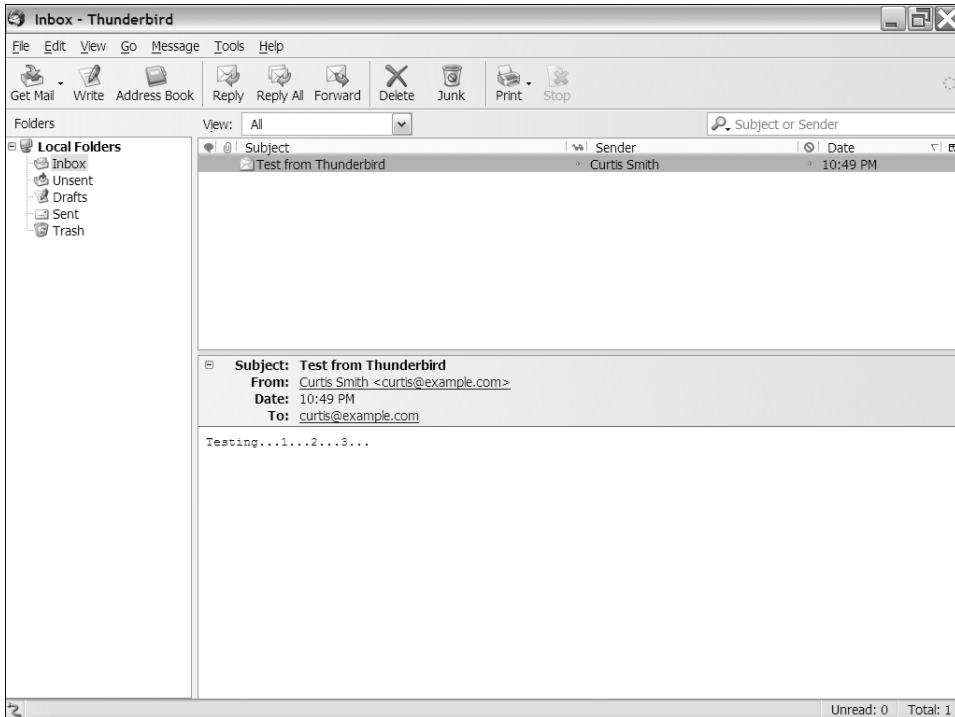 Inbox - Thunderbird
File Edit View Go Message Tools Help
Get Mail Write Address Book Reply Reply All Forward Delete Junk Print Stop
Folders View: All Subject or Sender
Local Folders
Inbox
Unsent
Drafts
Sent
Trash
Subject Sender Date
Test from Thunderbird Curtis Smith 10:49 PM
Subject: Test from Thunderbird
From: Curtis Smith <curtis@example.com>
Date: 10:49 PM
To: curtis@example.com
Testing...1...2...3...
Unread: 0 Total: 1